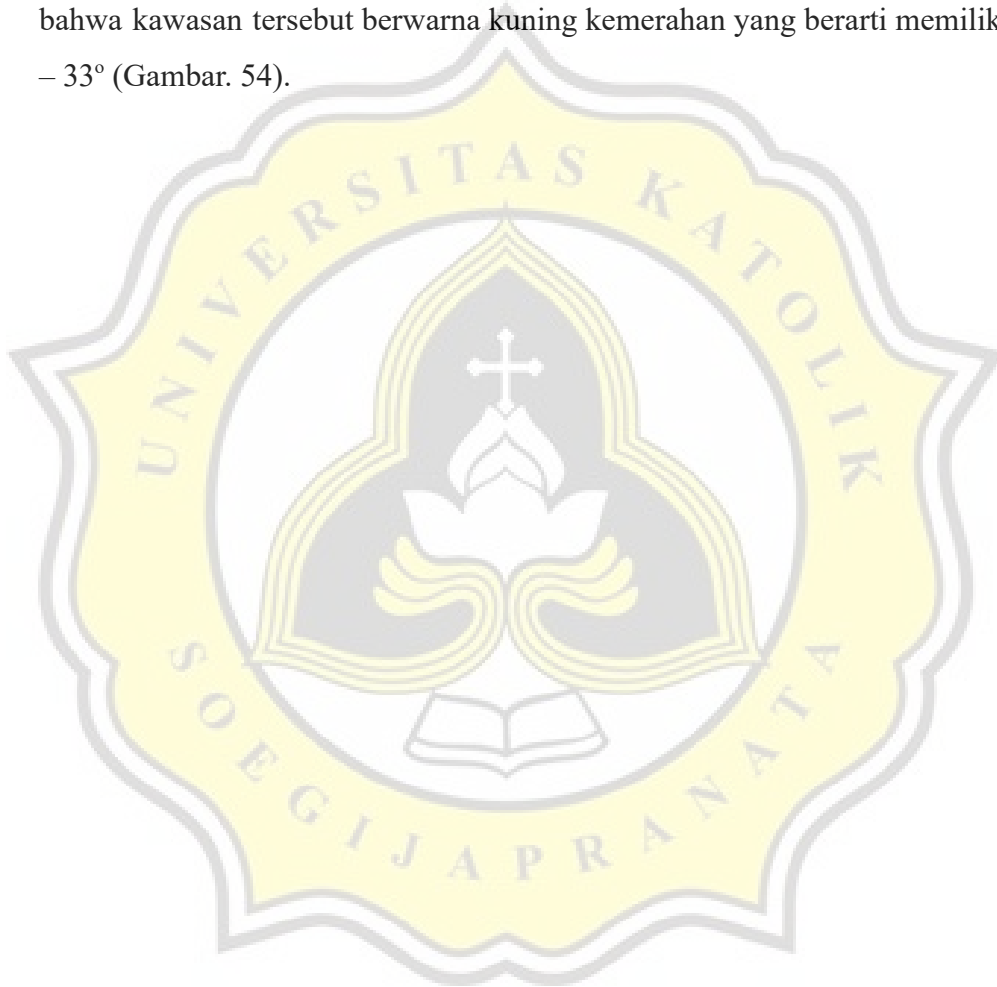 bahwa kawasan tersebut berwarna kuning kemerahan yang berarti memilik
– 33º (Gambar. 54).
UNIVERSITAS KATOLIK
SOEGIJAPRANATA